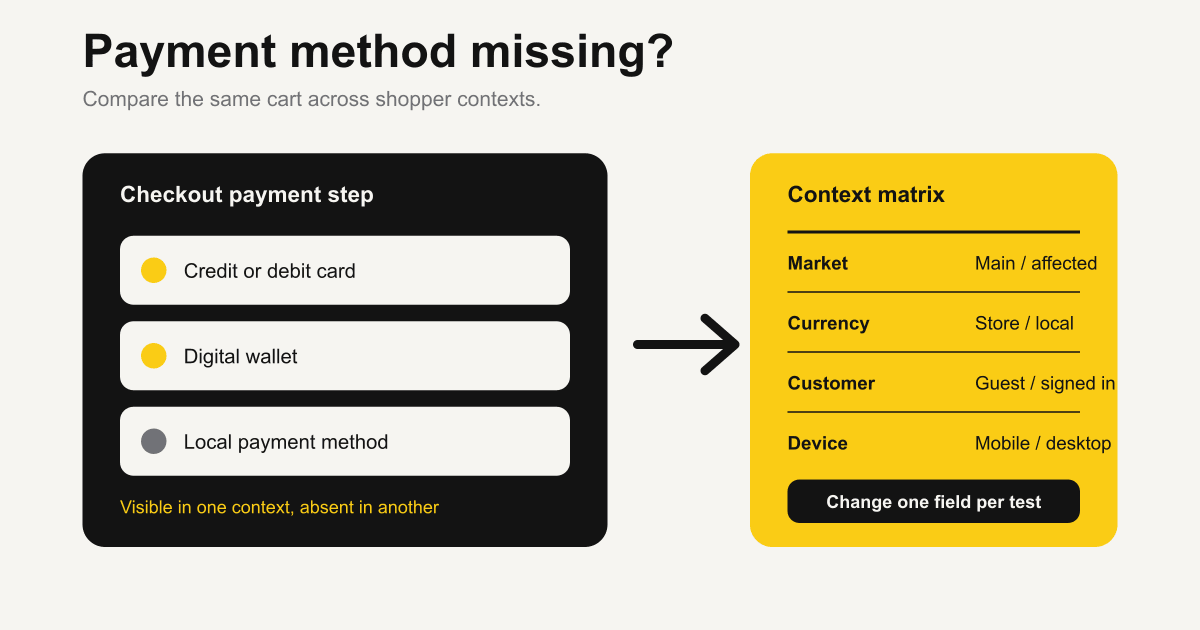 Payment method missing?
Compare the same cart across shopper contexts.
Checkout payment step
Credit or debit card
Digital wallet
Local payment method
Visible in one context, absent in another
Context matrix
Market Main / affected
Currency Store / local
Customer Guest / signed in
Device Mobile / desktop
Change one field per test